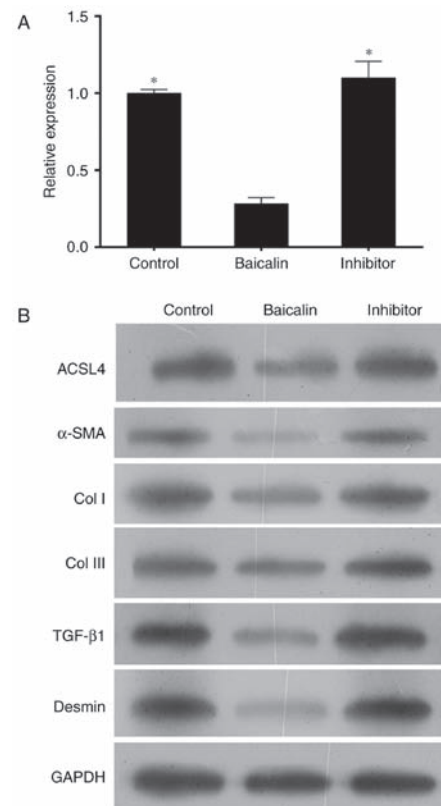 A
Relative expression
1.5
1.0
0.5
0.0
*
*
Control Baicalin Inhibitor
B
Control Baicalin Inhibitor
ACSL4
α-SMA
Col I
Col III
TGF-β1
Desmin
GAPDH